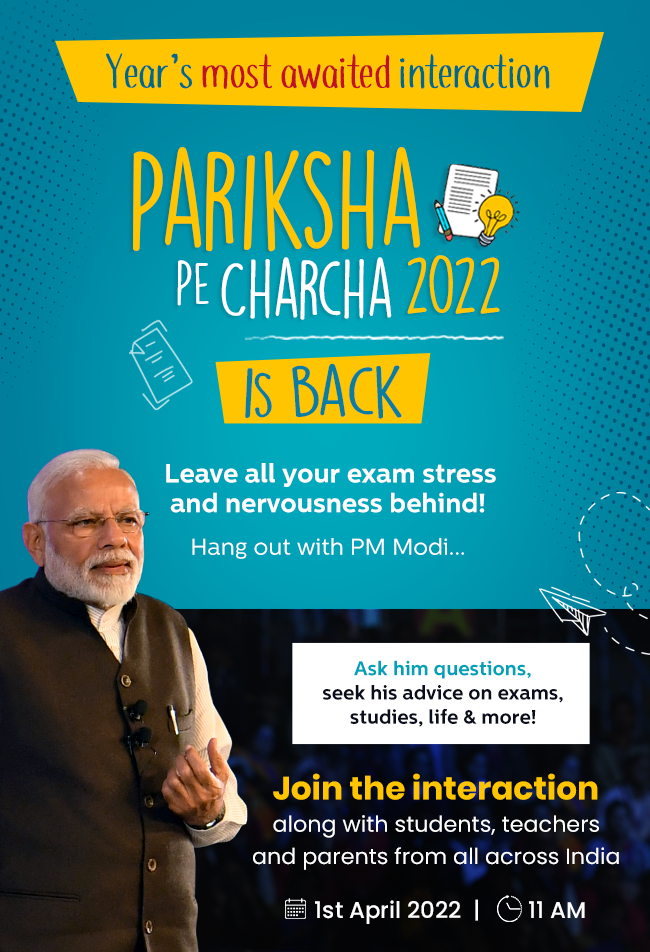 Year's most awaited interaction
PARIKSHA
PE CHARCHA 2022
IS BACK
Leave all your exam stress
and nervousness behind!
Hang out with PM Modi...
Ask him questions,
seek his advice on exams,
studies, life & more!
Join the interaction
along with students, teachers
and parents from all across India
1st April 2022 | 11 AM